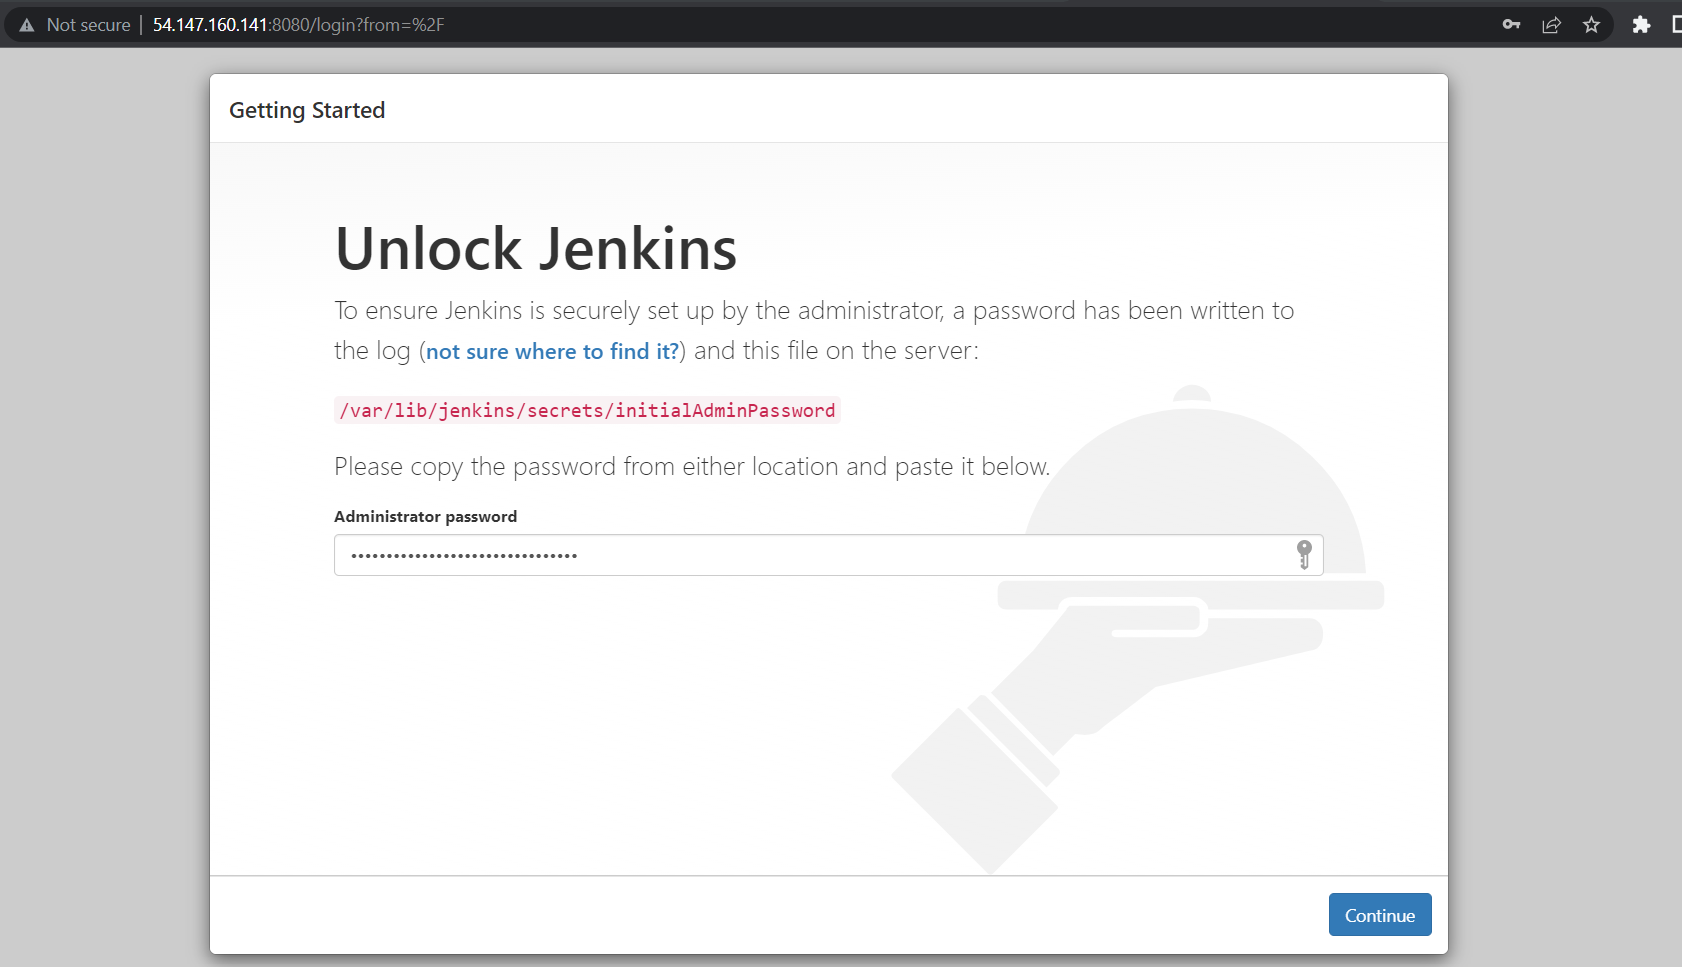 Not secure | 54.147.160.141:8080/login?from=%2F
Getting Started
Unlock Jenkins
To ensure Jenkins is securely set up by the administrator, a password has been written to
the log (not sure where to find it?) and this file on the server:
/var/lib/jenkins/secrets/initialAdminPassword
Please copy the password from either location and paste it below.
Administrator password
••••••••••••••••••••••••••••••••
Continue